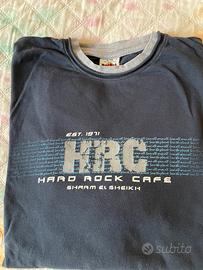 EST. 1971
HRC
HARD ROCK CAFE
SHARM EL SHEIKH
subito